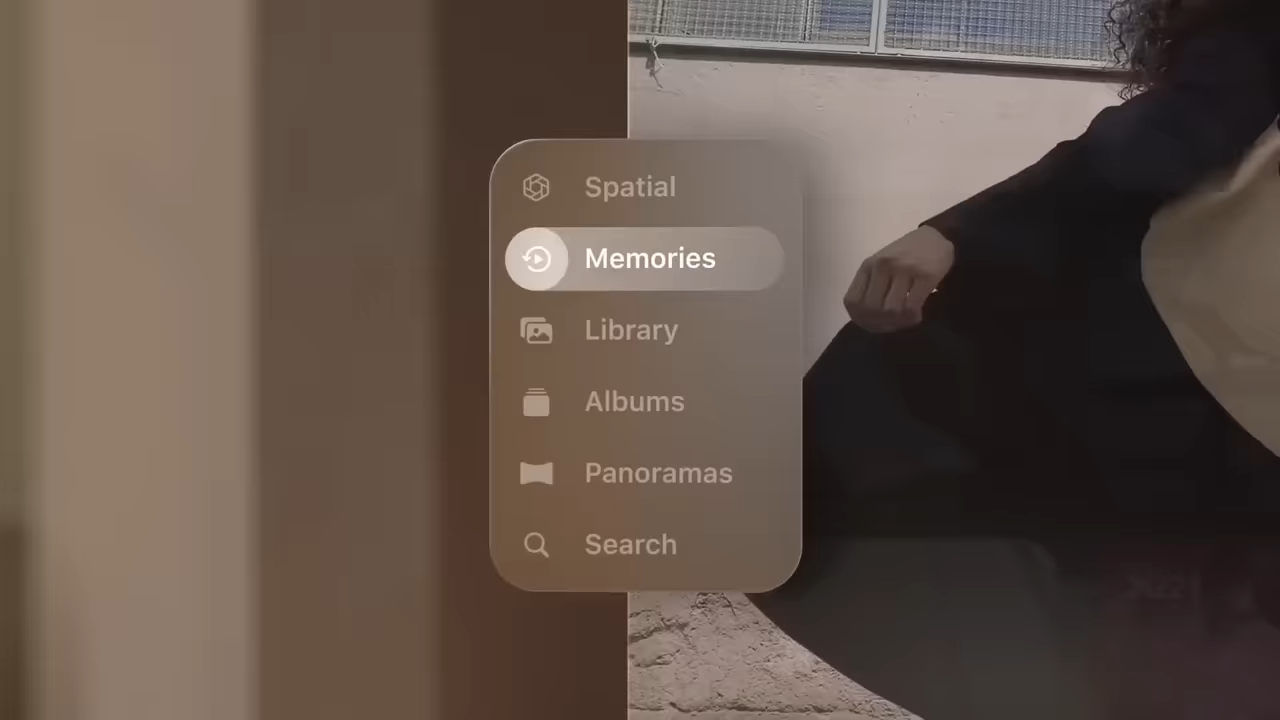 Spatial
Memories
Library
Albums
Panoramas
Search